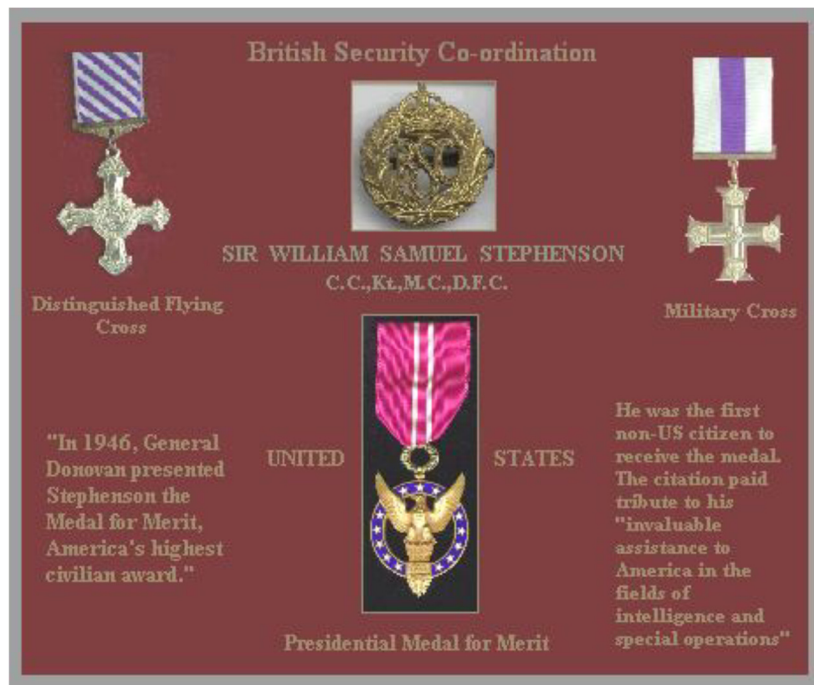 British Security Co-ordination
SIR WILLIAM SAMUEL STEPHENSON
C.C.,Kt.,M.C.,D.F.C.
Distinguished Flying
Cross
Military Cross
"In 1946, General
Donovan presented
Stephenson the
Medal for Merit,
America's highest
civilian award."
UNITED STATES
He was the first
non-US citizen to
receive the medal.
The citation paid
tribute to his
"invaluable
assistance to
America in the
fields of
intelligence and
special operations"
Presidential Medal for Merit